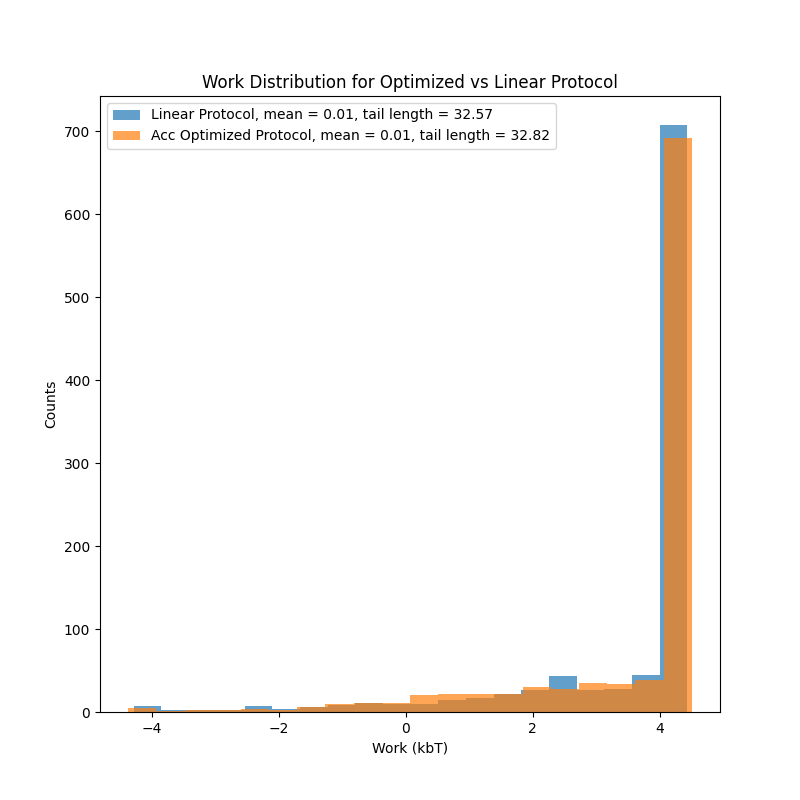 Work Distribution for Optimized vs Linear Protocol
Linear Protocol, mean = 0.01, tail length = 32.57
Acc Optimized Protocol, mean = 0.01, tail length = 32.82
700
600
500
400
300
200
100
0
Counts
−4
−2
0
2
4
Work (kbT)